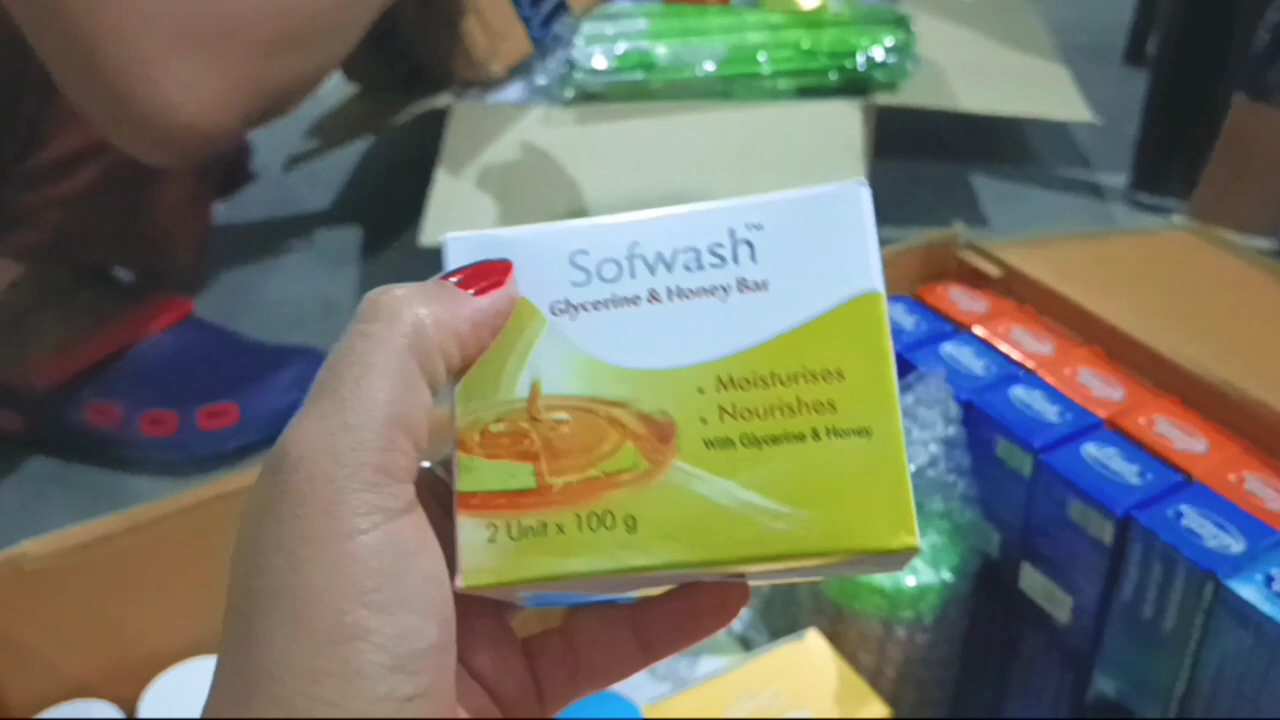 Sofwash™
Glycerine & Honey Bar
• Moisturises
• Nourishes
With Glycerine & Honey
2 Unit x 100 g